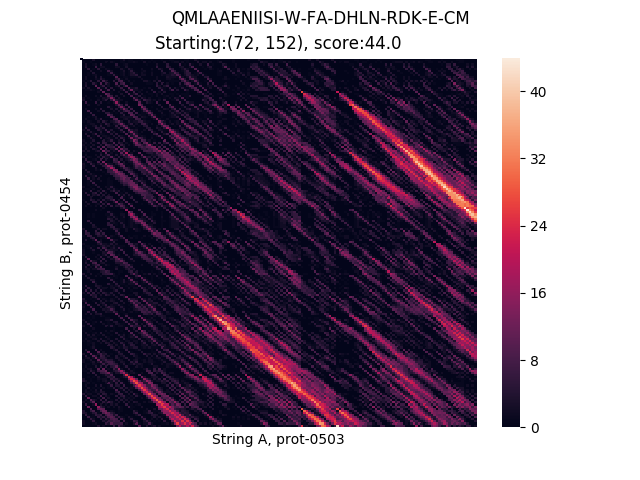 QMLAAENIISI-W-FA-DHLN-RDK-E-CM
Starting:(72, 152), score:44.0
String B, prot-0454
String A, prot-0503
40
32
24
16
8
0